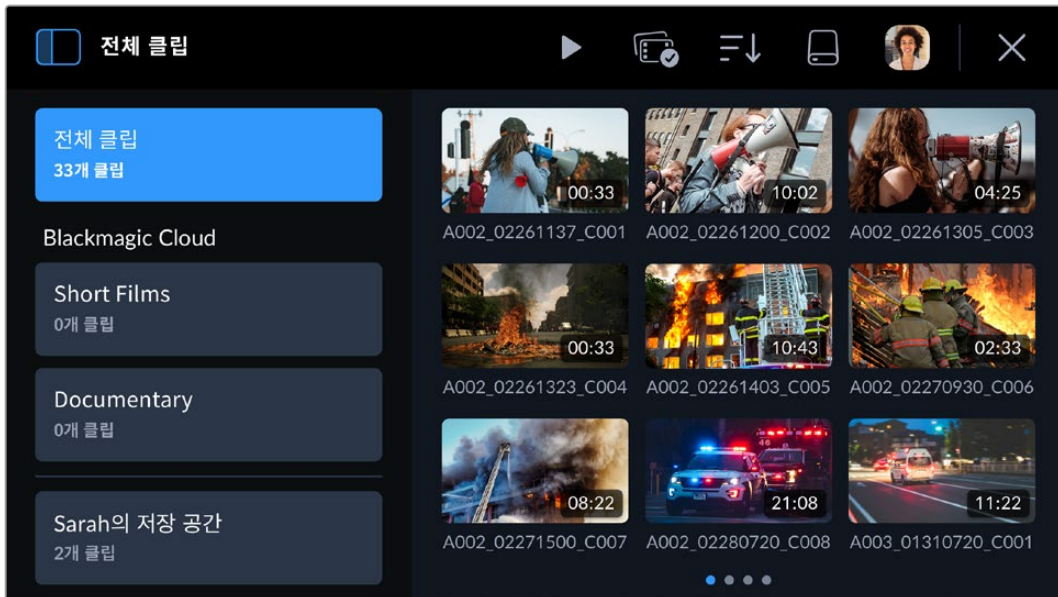 전체 클립
전체 클립
33개 클립
Blackmagic Cloud
Short Films
0개 클립
Documentary
0개 클립
Sarah의 저장 공간
2개 클립
00:33 10:02 04:25
A002_02261137_C001 A002_02261200_C002 A002_02261305_C003
00:33 10:43 02:33
A002_02261323_C004 A002_02261403_C005 A002_02270930_C006
08:22 21:08 11:22
A002_02271500_C007 A002_02280720_C008 A003_01310720_C001